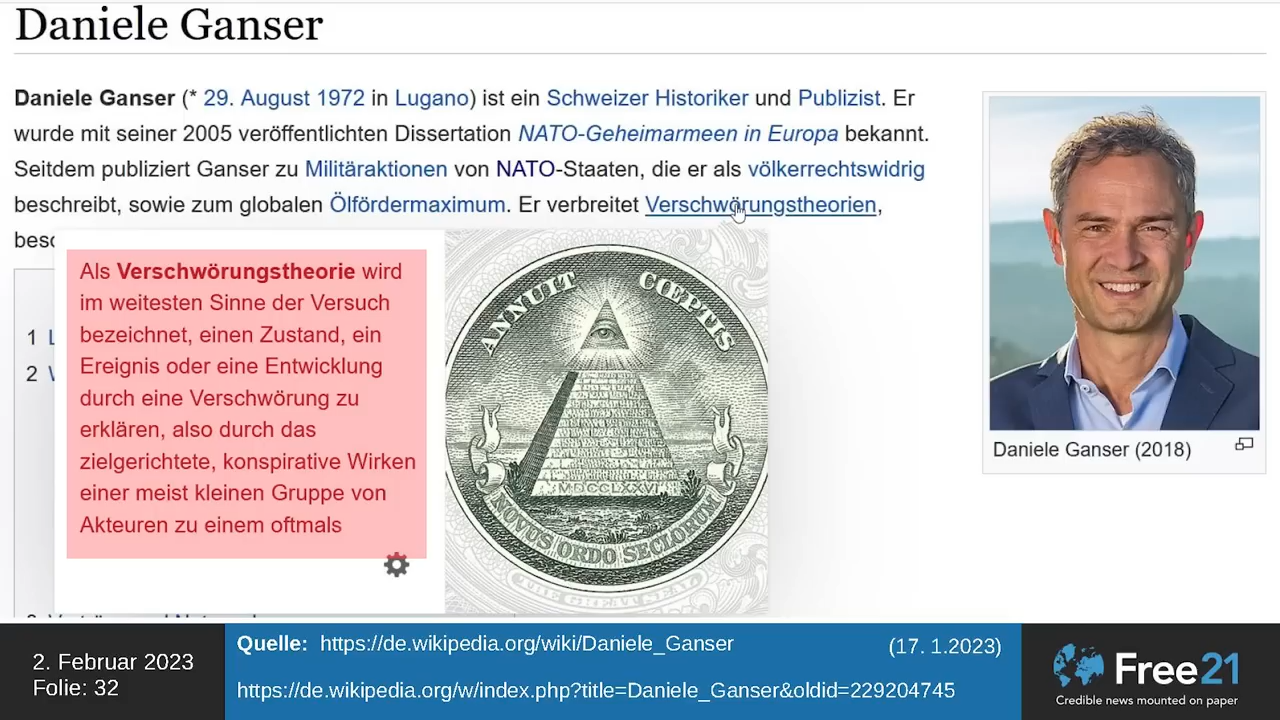 Daniele Ganser
Daniele Ganser (* 29. August 1972 in Lugano) ist ein Schweizer Historiker und Publizist. Er
wurde mit seiner 2005 veröffentlichten Dissertation NATO-Geheimarmeen in Europa bekannt.
Seitdem publiziert Ganser zu Militäraktionen von NATO-Staaten, die er als völkerrechtswidrig
beschreibt, sowie zum globalen Ölfördermaximum. Er verbreitet Verschwörungstheorien,
Als Verschwörungstheorie wird
im weitesten Sinne der Versuch
bezeichnet, einen Zustand, ein
Ereignis oder eine Entwicklung
durch eine Verschwörung zu
erklären, also durch das
zielgerichtete, konspirative Wirken
einer meist kleinen Gruppe von
Akteuren zu einem oftmals
1
2
ANNUIT CŒPTIS
MDCCLXXVI
NOVUS ORDO SECLORUM
THE GREAT SEAL
Daniele Ganser (2018)
2. Februar 2023
Folie: 32
Quelle: https://de.wikipedia.org/wiki/Daniele_Ganser (17. 1.2023)
https://de.wikipedia.org/w/index.php?title=Daniele_Ganser&oldid=229204745
Free21
Credible news mounted on paper